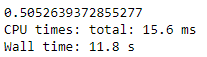 0.5052639372855277
CPU times: total: 15.6 ms
Wall time: 11.8 s